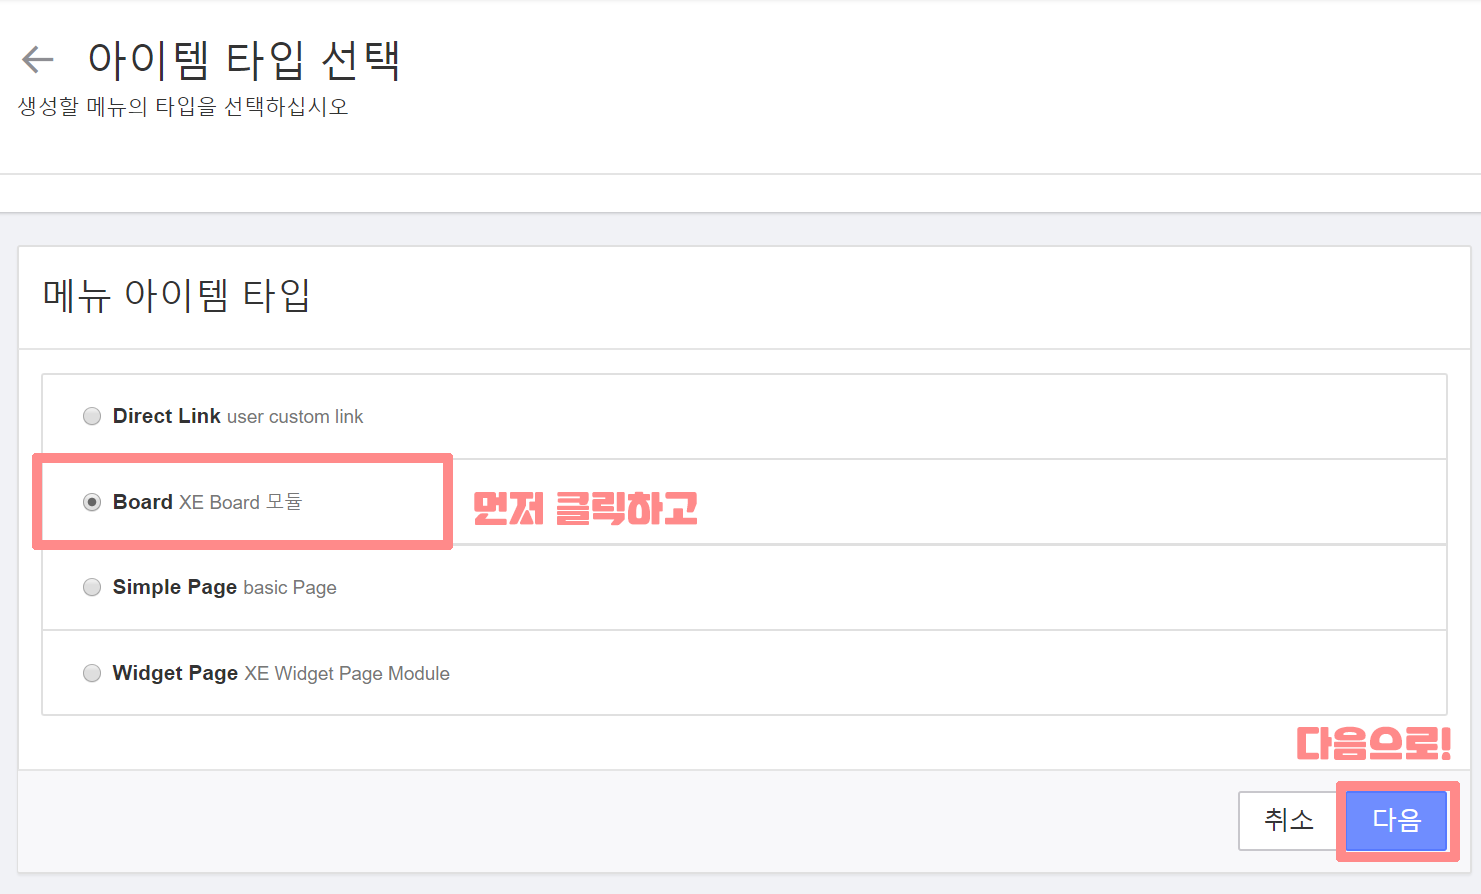 아이템 타입 선택
생성할 메뉴의 타입을 선택하십시오
메뉴 아이템 타입
Direct Link user custom link
Board XE Board 모듈
먼저 클릭하고
Simple Page basic Page
Widget Page XE Widget Page Module
다음으로!
취소 다음